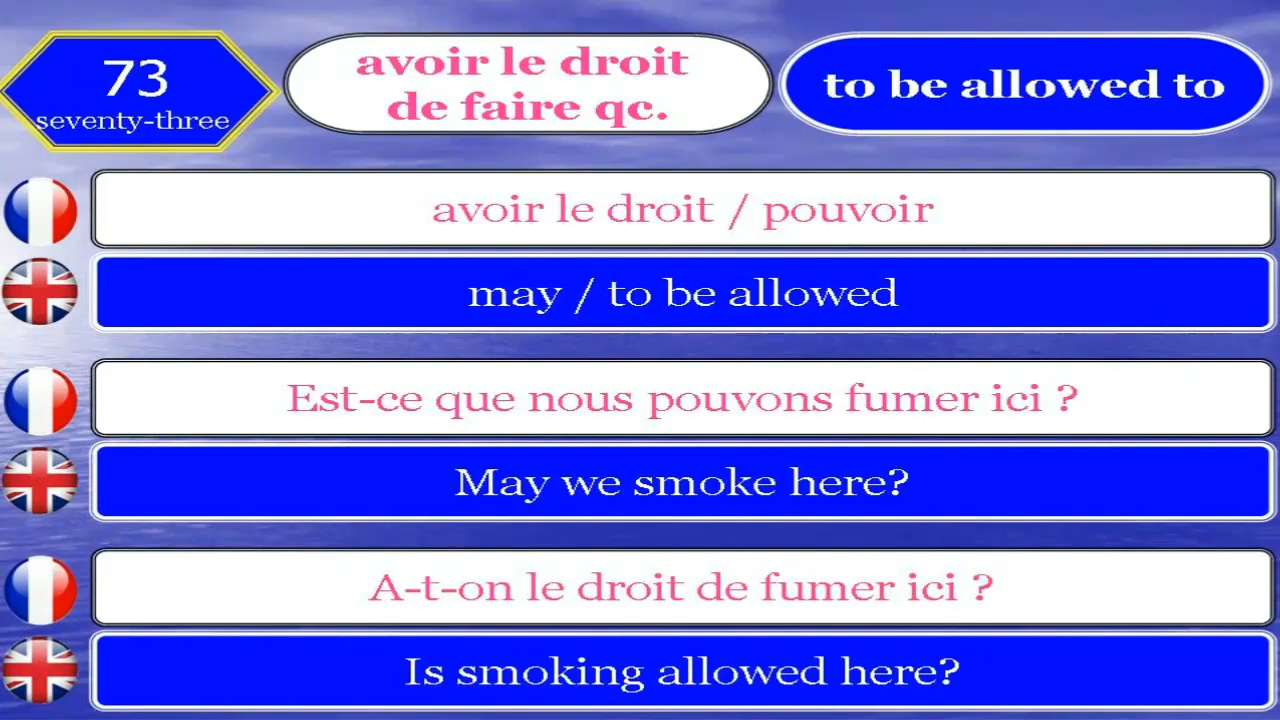 73
seventy-three
avoir le droit
de faire qc.
to be allowed to
avoir le droit / pouvoir
may / to be allowed
Est-ce que nous pouvons fumer ici ?
May we smoke here?
A-t-on le droit de fumer ici ?
Is smoking allowed here?